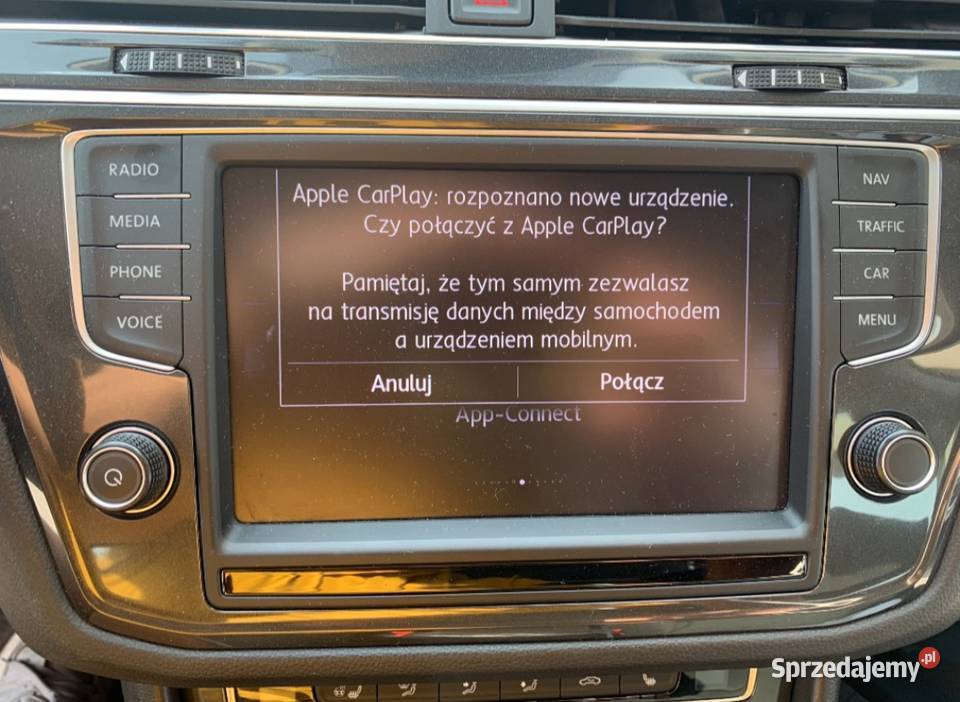 RADIO
MEDIA
PHONE
VOICE
Apple CarPlay: rozpoznano nowe urządzenie.
Czy połączyć z Apple CarPlay?
Pamiętaj, że tym samym zezwalasz
na transmisję danych między samochodem
a urządzeniem mobilnym.
Anuluj
Połącz
App-Connect
NAV
TRAFFIC
CAR
MENU
Sprzedajemy.pl